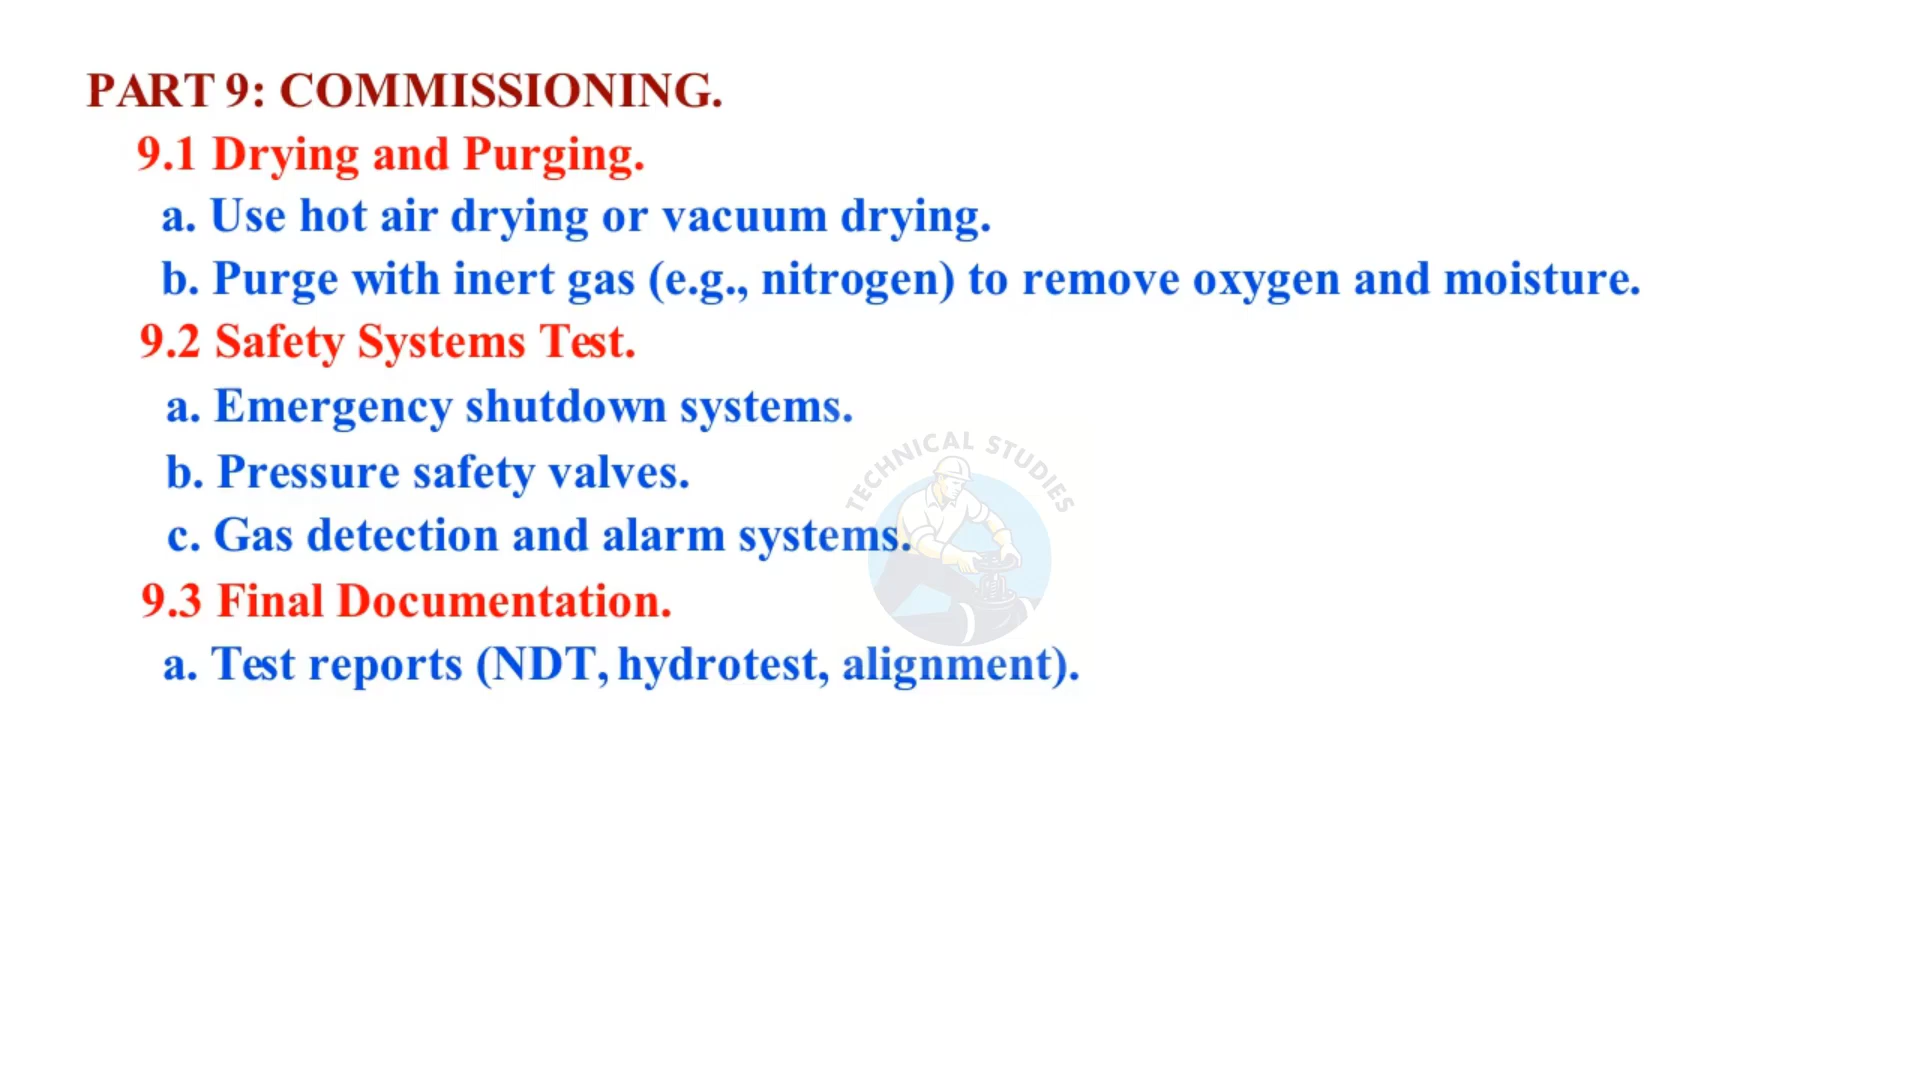 PART 9: COMMISSIONING.
9.1 Drying and Purging.
a. Use hot air drying or vacuum drying.
b. Purge with inert gas (e.g., nitrogen) to remove oxygen and moisture.
9.2 Safety Systems Test.
a. Emergency shutdown systems.
b. Pressure safety valves.
TECHNICAL STUDIES
c. Gas detection and alarm systems.
9.3 Final Documentation.
a. Test reports (NDT, hydrotest, alignment).